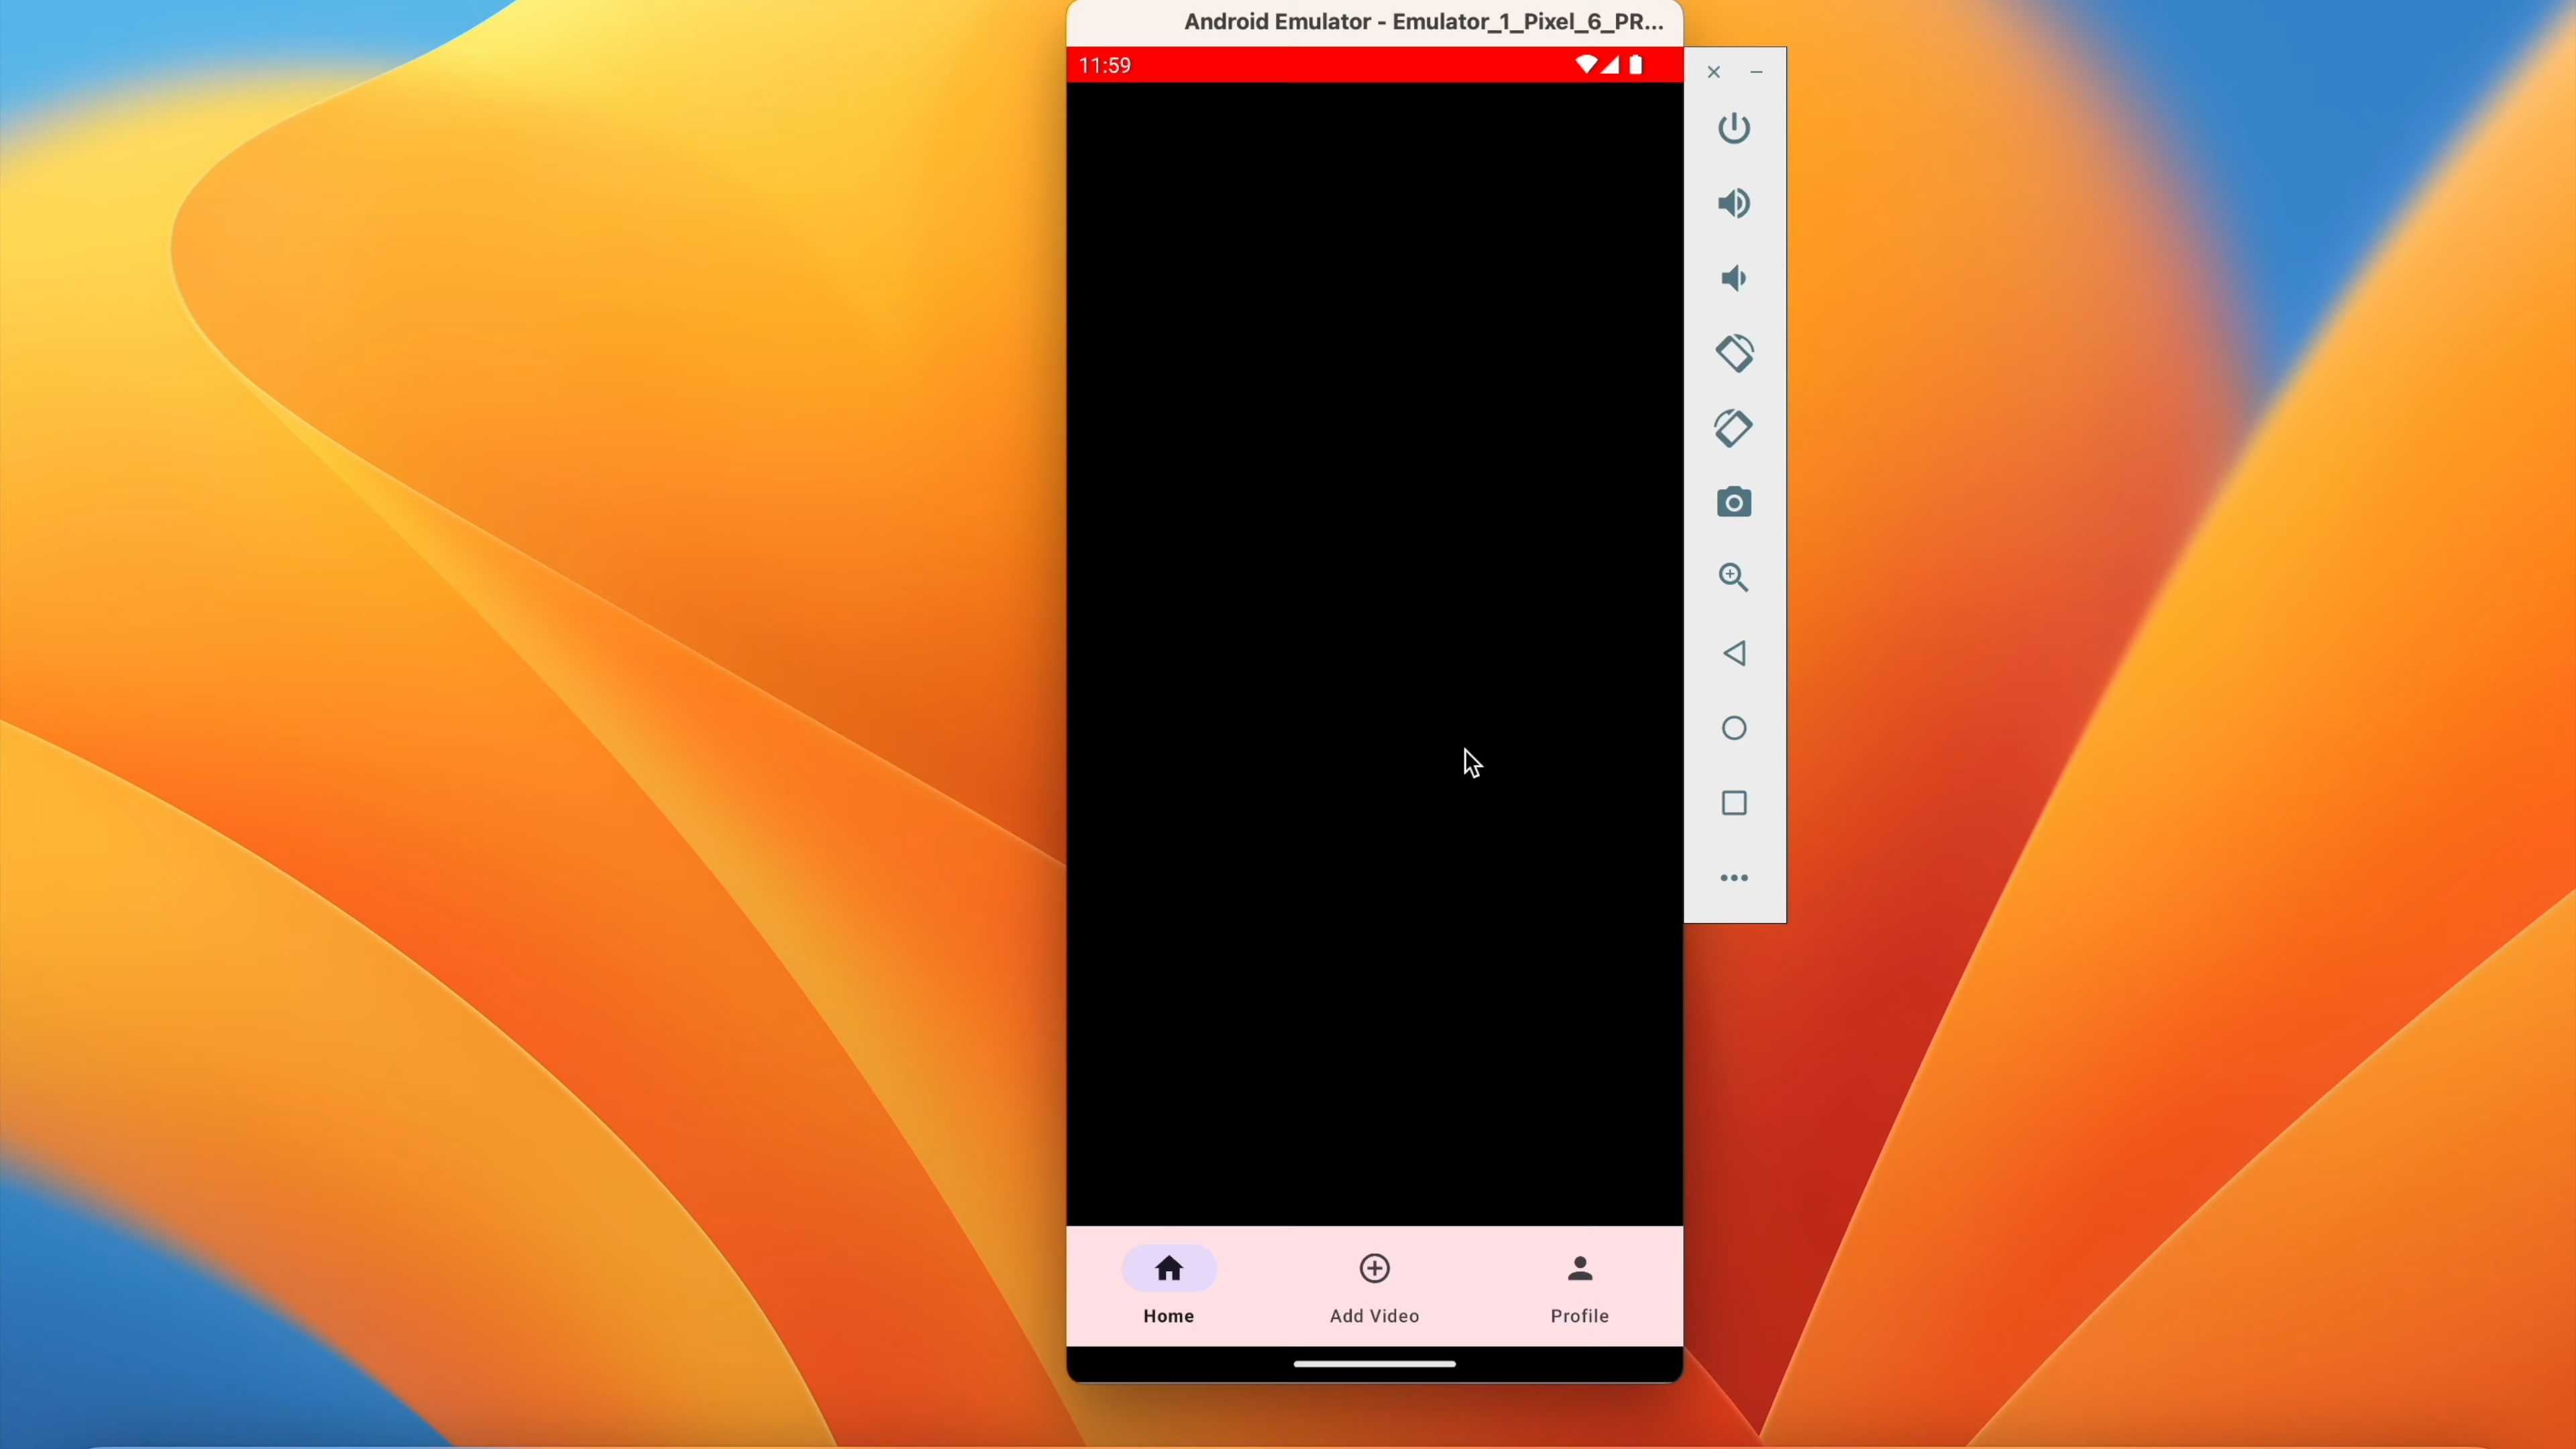 Android Emulator - Emulator_1_Pixel_6_PR...
11:59
Home
Add Video
Profile